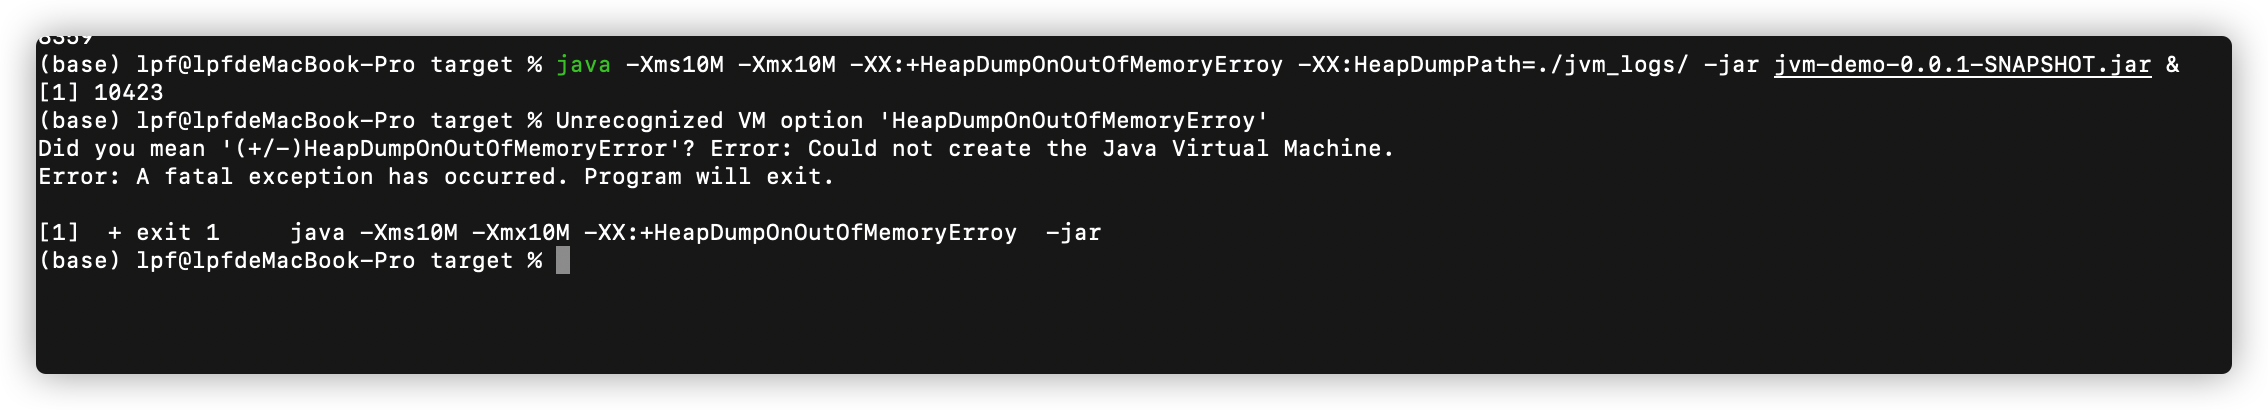 8359
(base) lpf@lpfdeMacBook-Pro target % java -Xms10M -Xmx10M -XX:+HeapDumpOnOutOfMemoryErroy -XX:HeapDumpPath=./jvm_logs/ -jar jvm-demo-0.0.1-SNAPSHOT.jar &
[1] 10423
(base) lpf@lpfdeMacBook-Pro target % Unrecognized VM option 'HeapDumpOnOutOfMemoryErroy'
Did you mean '(+/-)HeapDumpOnOutOfMemoryError'? Error: Could not create the Java Virtual Machine.
Error: A fatal exception has occurred. Program will exit.
[1]  + exit 1     java -Xms10M -Xmx10M -XX:+HeapDumpOnOutOfMemoryErroy  -jar
(base) lpf@lpfdeMacBook-Pro target %